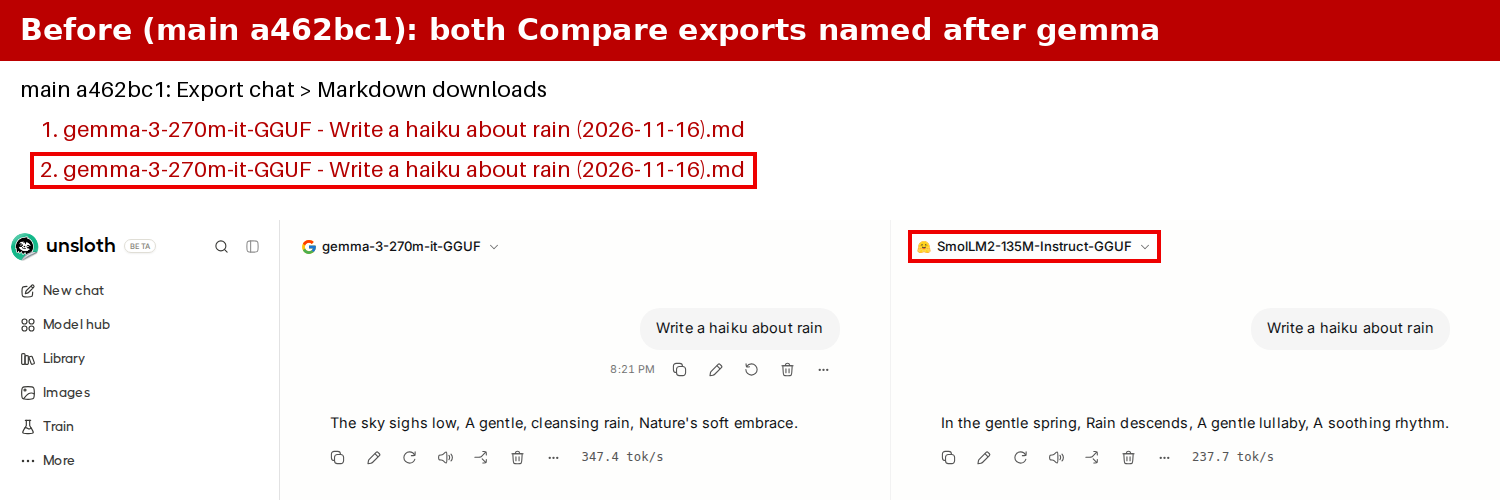 Before (main a462bc1): both Compare exports named after gemma
main a462bc1: Export chat > Markdown downloads
1. gemma-3-270m-it-GGUF - Write a haiku about rain (2026-11-16).md
2. gemma-3-270m-it-GGUF - Write a haiku about rain (2026-11-16).md
unsloth BETA
New chat
Model hub
Library
Images
Train
More
gemma-3-270m-it-GGUF
Write a haiku about rain
8:21 PM
The sky sighs low, A gentle, cleansing rain, Nature's soft embrace.
347.4 tok/s
SmolLM2-135M-Instruct-GGUF
Write a haiku about rain
In the gentle spring, Rain descends, A gentle lullaby, A soothing rhythm.
237.7 tok/s